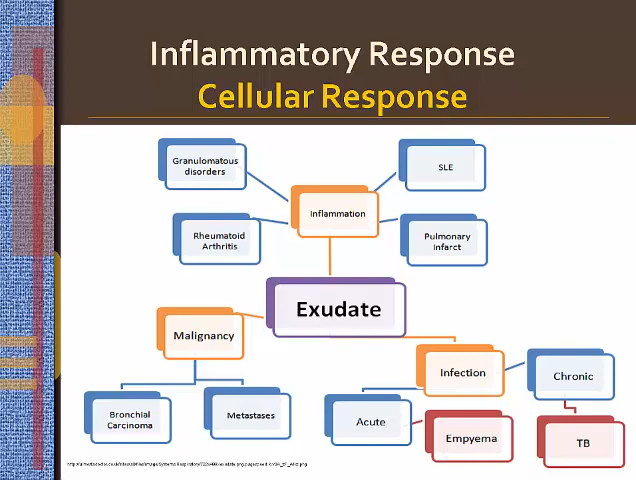 Inflammatory Response
Cellular Response
Granulomatous
disorders
SLE
Inflammation
Rheumatoid
Arthritis
Pulmonary
Infarct
Exudate
Malignancy
Infection
Chronic
Bronchial
Carcinoma
Metastases
Acute
Empyema
TB